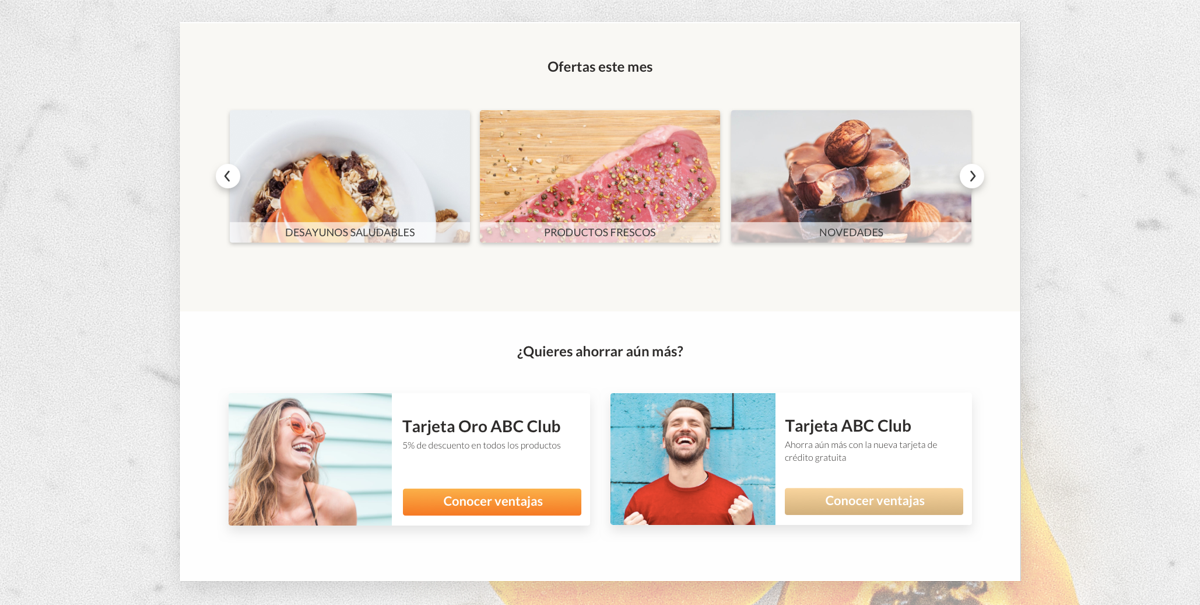 Ofertas este mes
DESAYUNOS SALUDABLES
PRODUCTOS FRESCOS
NOVEDADES
¿Quieres ahorrar aún más?
Tarjeta Oro ABC Club
5% de descuento en todos los productos
Conocer ventajas
Tarjeta ABC Club
Ahorra aún más con la nueva tarjeta de
crédito gratuita
Conocer ventajas